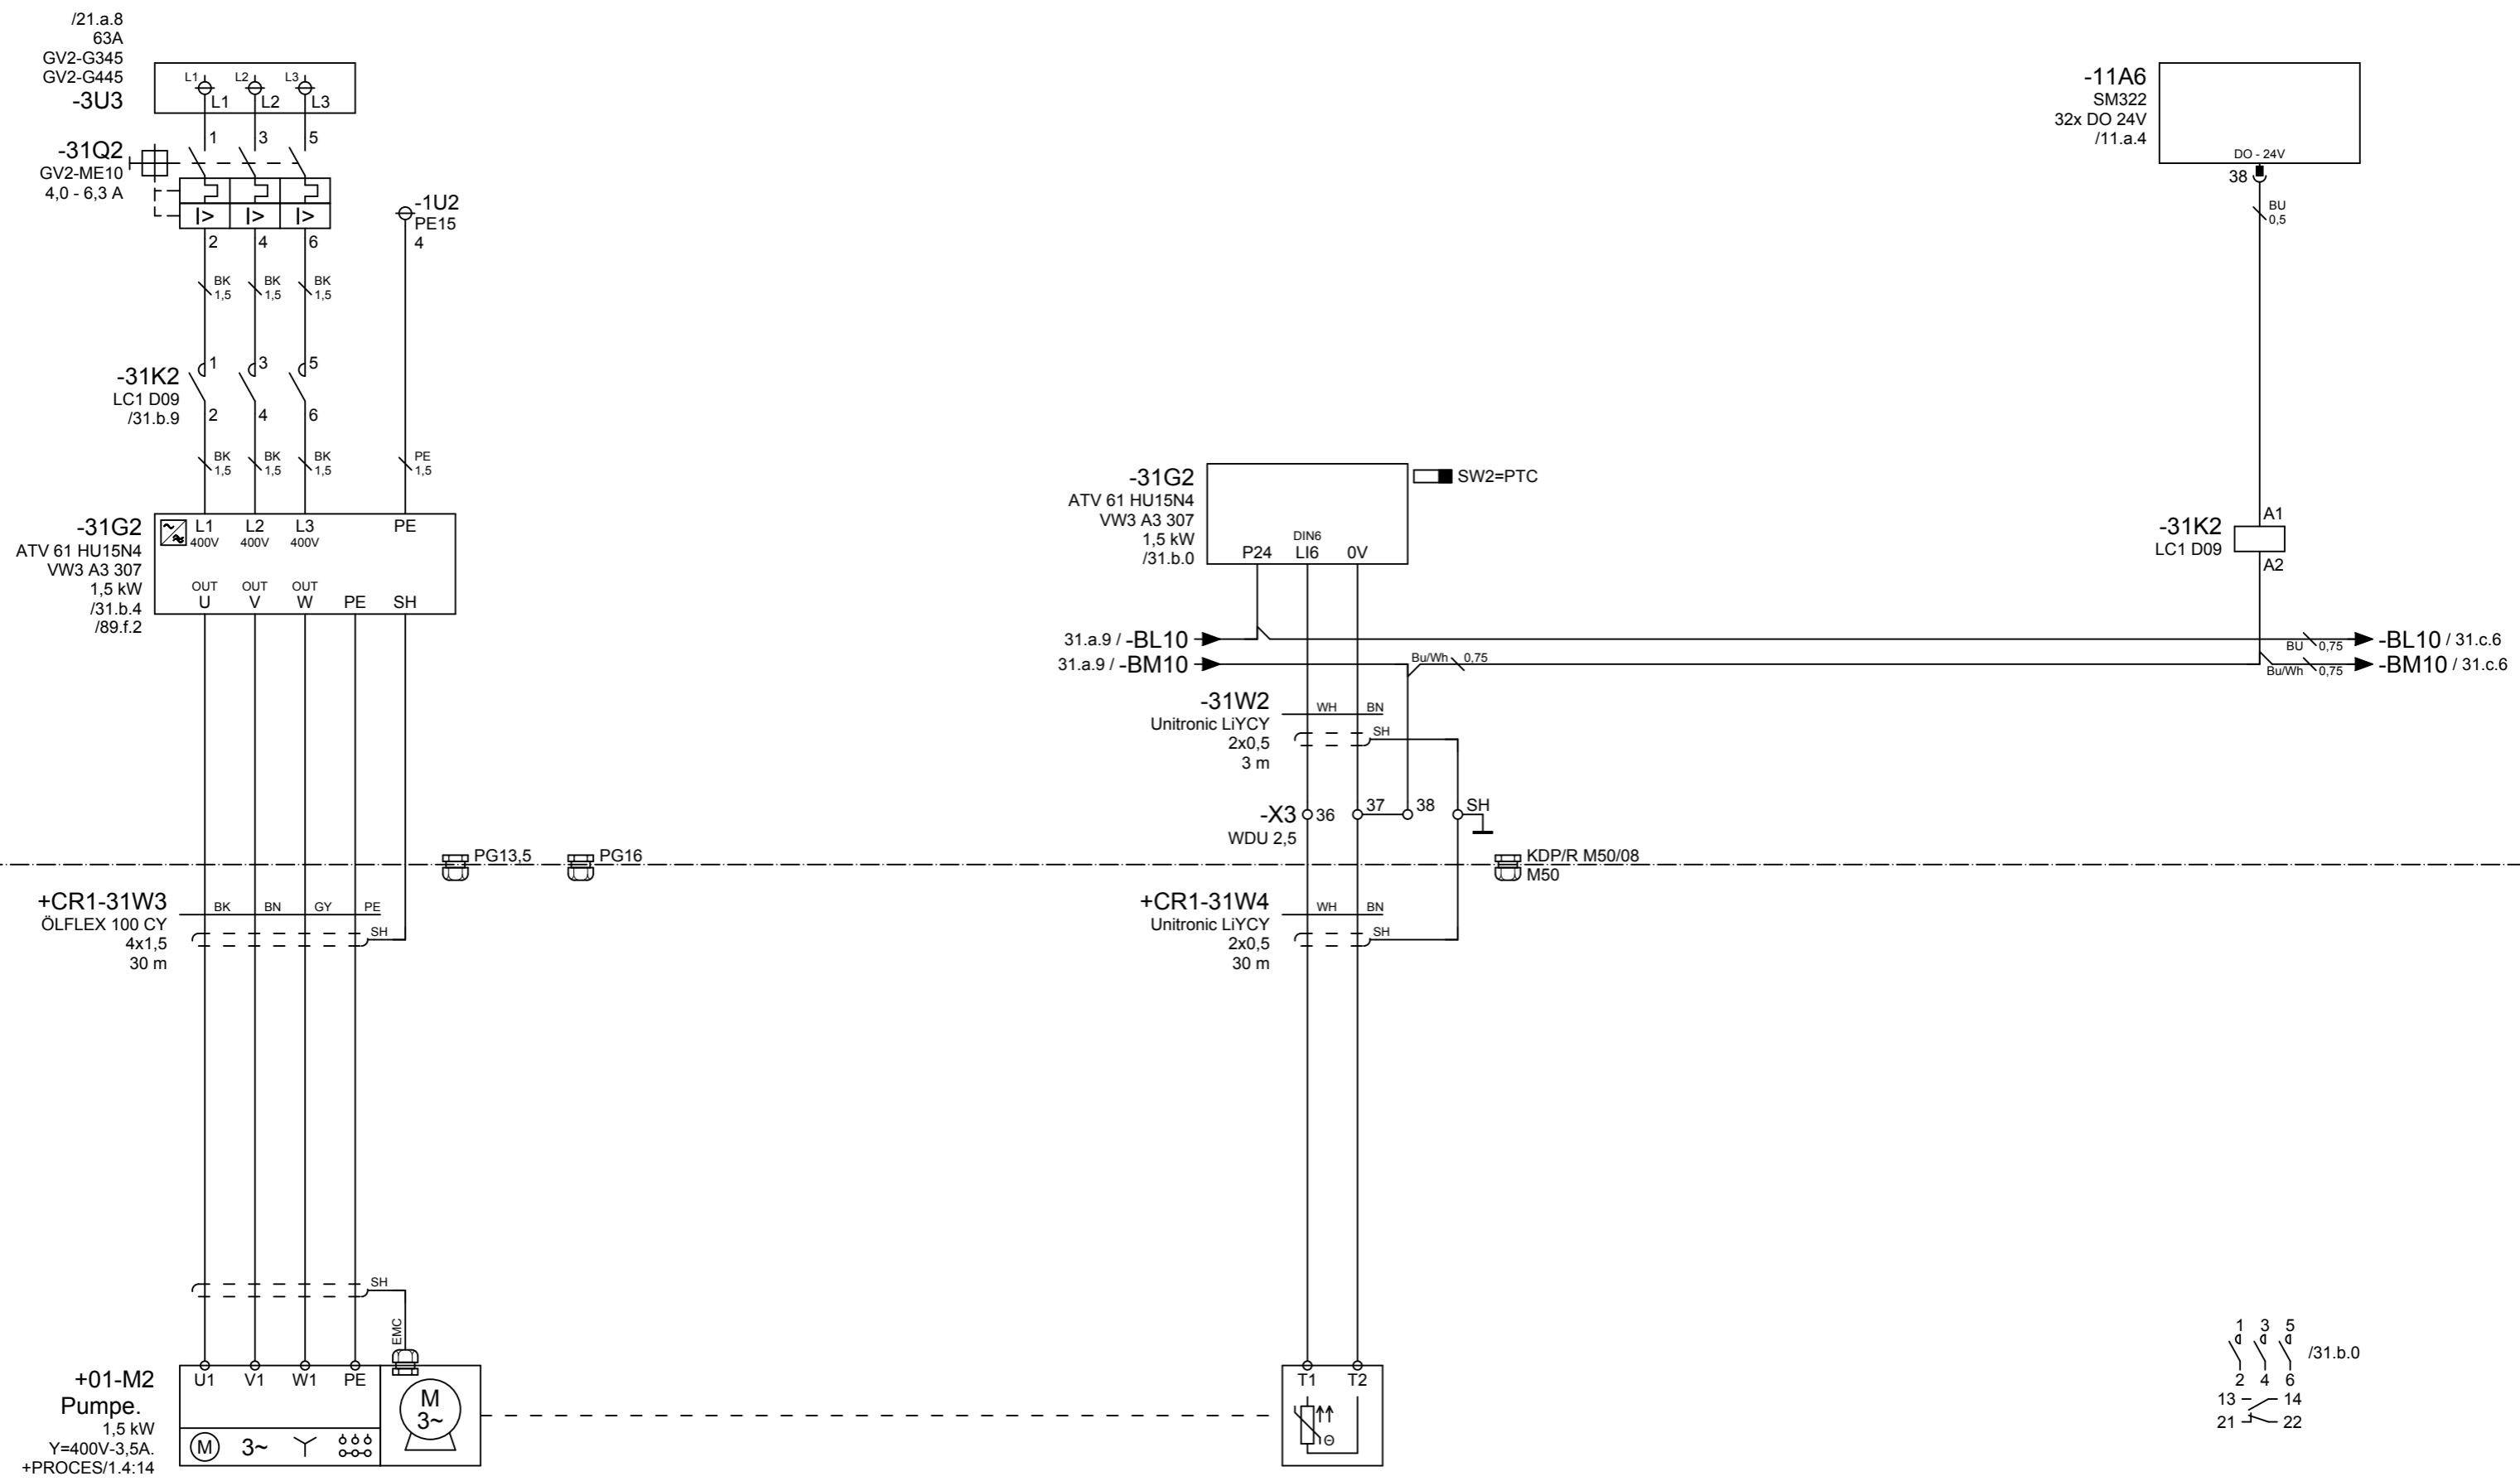 /21.a.8
63A
GV2-G345
GV2-G445
-3U3
L1 L2 L3
L1 L2 L3
1 3 5
-31Q2
GV2-ME10
4,0 - 6,3 A
I> I> I>
2 4 6
-1U2
PE15
4
BK 1,5
BK 1,5
BK 1,5
-31K2
LC1 D09
/31.b.9
1 3 5
2 4 6
BK 1,5
BK 1,5
BK 1,5
PE 1,5
-31G2
ATV 61 HU15N4
VW3 A3 307
1,5 kW
/31.b.4
/89.f.2
L1 L2 L3 PE
400V 400V 400V
OUT OUT OUT
U V W PE SH
PG13,5
PG16
+CR1-31W3
ÖLFLEX 100 CY
4x1,5
30 m
BK BN GY PE
SH
SH
EMC
+01-M2
Pumpe.
1,5 kW
Y=400V-3,5A.
+PROCES/1.4:14
U1 V1 W1 PE
M 3~
M
3~
-31G2
ATV 61 HU15N4
VW3 A3 307
1,5 kW
/31.b.0
SW2=PTC
DIN6
P24 LI6 0V
31.a.9 / -BL10
31.a.9 / -BM10
Bu/Wh 0,75
-31W2
Unitronic LiYCY
2x0,5
3 m
WH BN
SH
-X3
WDU 2,5
36 37 38 SH
KDP/R M50/08
M50
+CR1-31W4
Unitronic LiYCY
2x0,5
30 m
WH BN
SH
T1 T2
Θ
-11A6
SM322
32x DO 24V
/11.a.4
DO - 24V
38
BU
0,5
-31K2
LC1 D09
A1
A2
BU 0,75
-BL10 / 31.c.6
Bu/Wh 0,75
-BM10 / 31.c.6
1 3 5
/31.b.0
2 4 6
13 14
21 22